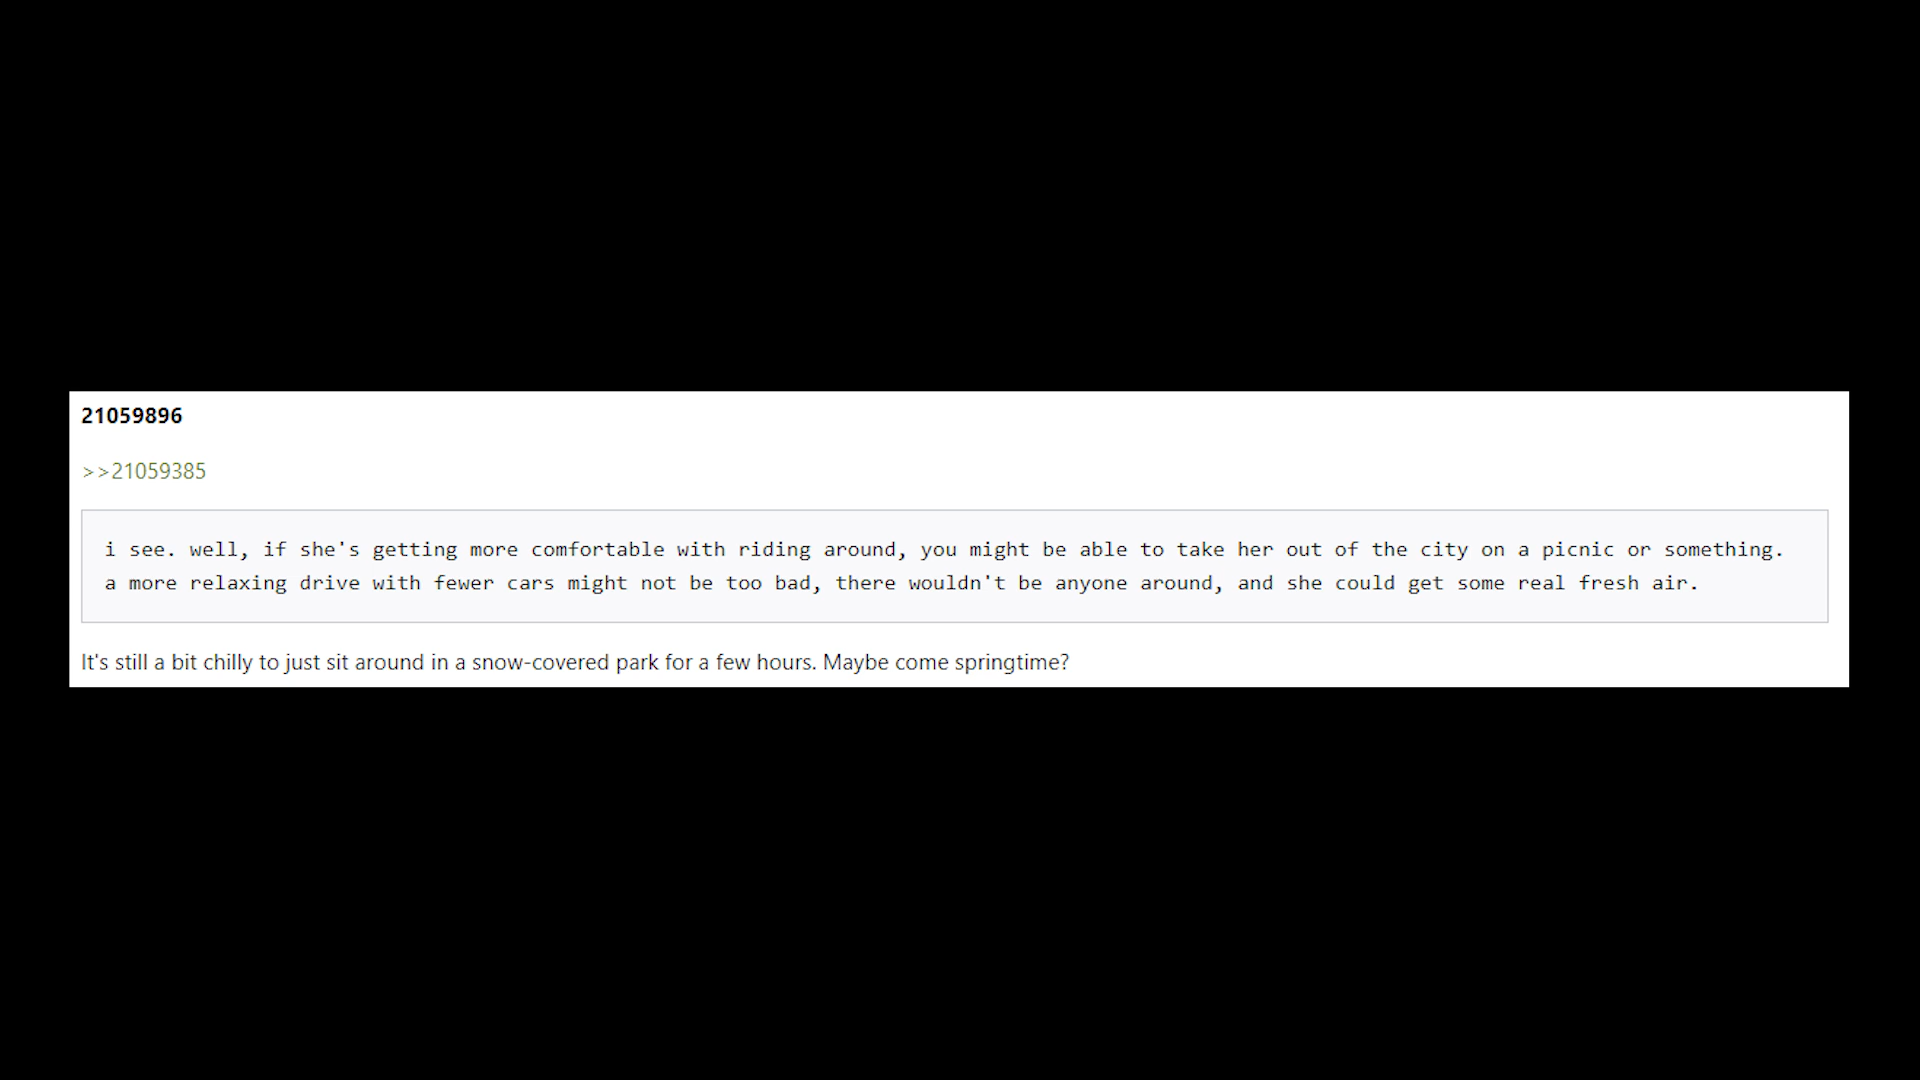 21059896
>>21059385
i see. well, if she's getting more comfortable with riding around, you might be able to take her out of the city on a picnic or something.
a more relaxing drive with fewer cars might not be too bad, there wouldn't be anyone around, and she could get some real fresh air.
It's still a bit chilly to just sit around in a snow-covered park for a few hours. Maybe come springtime?